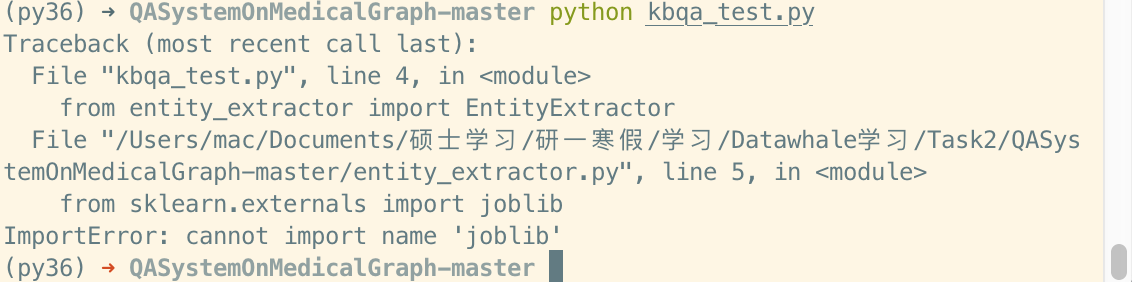 (py36) → QASystemOnMedicalGraph-master python kbqa_test.py
Traceback (most recent call last):
  File "kbqa_test.py", line 4, in <module>
    from entity_extractor import EntityExtractor
  File "/Users/mac/Documents/硕士学习/研一寒假/学习/Datawhale学习/Task2/QASys
temOnMedicalGraph-master/entity_extractor.py", line 5, in <module>
    from sklearn.externals import joblib
ImportError: cannot import name 'joblib'
(py36) → QASystemOnMedicalGraph-master